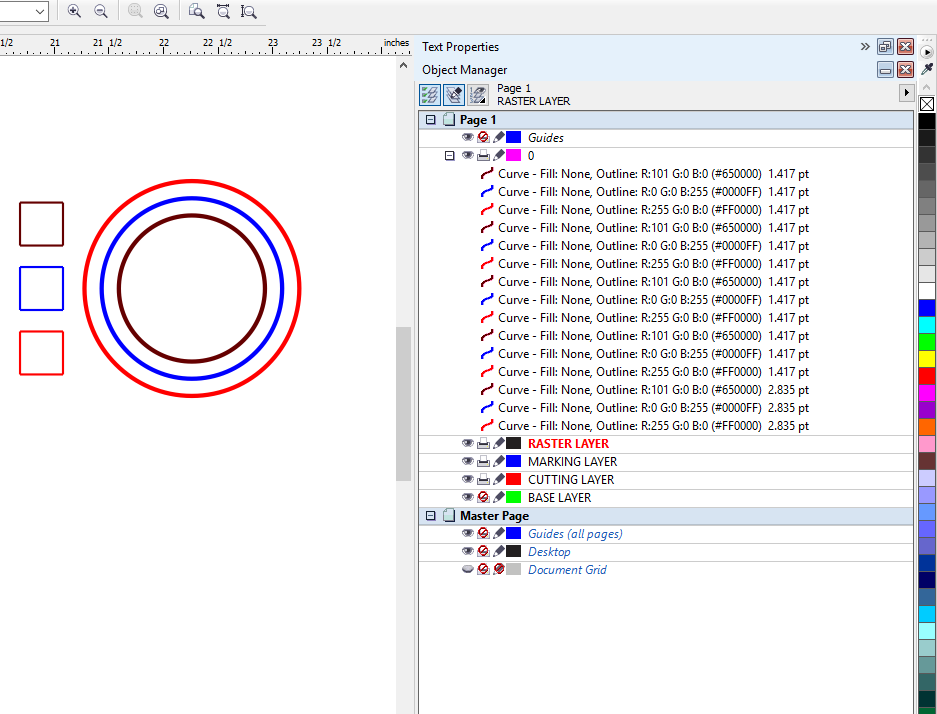 1/2 21 21 1/2 22 22 1/2 23 23 1/2 inches
Text Properties
Object Manager
Page 1
RASTER LAYER
Page 1
Guides
0
Curve - Fill: None, Outline: R:101 G:0 B:0 (#650000) 1.417 pt
Curve - Fill: None, Outline: R:0 G:0 B:255 (#0000FF) 1.417 pt
Curve - Fill: None, Outline: R:255 G:0 B:0 (#FF0000) 1.417 pt
Curve - Fill: None, Outline: R:101 G:0 B:0 (#650000) 1.417 pt
Curve - Fill: None, Outline: R:0 G:0 B:255 (#0000FF) 1.417 pt
Curve - Fill: None, Outline: R:255 G:0 B:0 (#FF0000) 1.417 pt
Curve - Fill: None, Outline: R:101 G:0 B:0 (#650000) 1.417 pt
Curve - Fill: None, Outline: R:0 G:0 B:255 (#0000FF) 1.417 pt
Curve - Fill: None, Outline: R:255 G:0 B:0 (#FF0000) 1.417 pt
Curve - Fill: None, Outline: R:101 G:0 B:0 (#650000) 1.417 pt
Curve - Fill: None, Outline: R:0 G:0 B:255 (#0000FF) 1.417 pt
Curve - Fill: None, Outline: R:255 G:0 B:0 (#FF0000) 1.417 pt
Curve - Fill: None, Outline: R:101 G:0 B:0 (#650000) 2.835 pt
Curve - Fill: None, Outline: R:0 G:0 B:255 (#0000FF) 2.835 pt
Curve - Fill: None, Outline: R:255 G:0 B:0 (#FF0000) 2.835 pt
RASTER LAYER
MARKING LAYER
CUTTING LAYER
BASE LAYER
Master Page
Guides (all pages)
Desktop
Document Grid